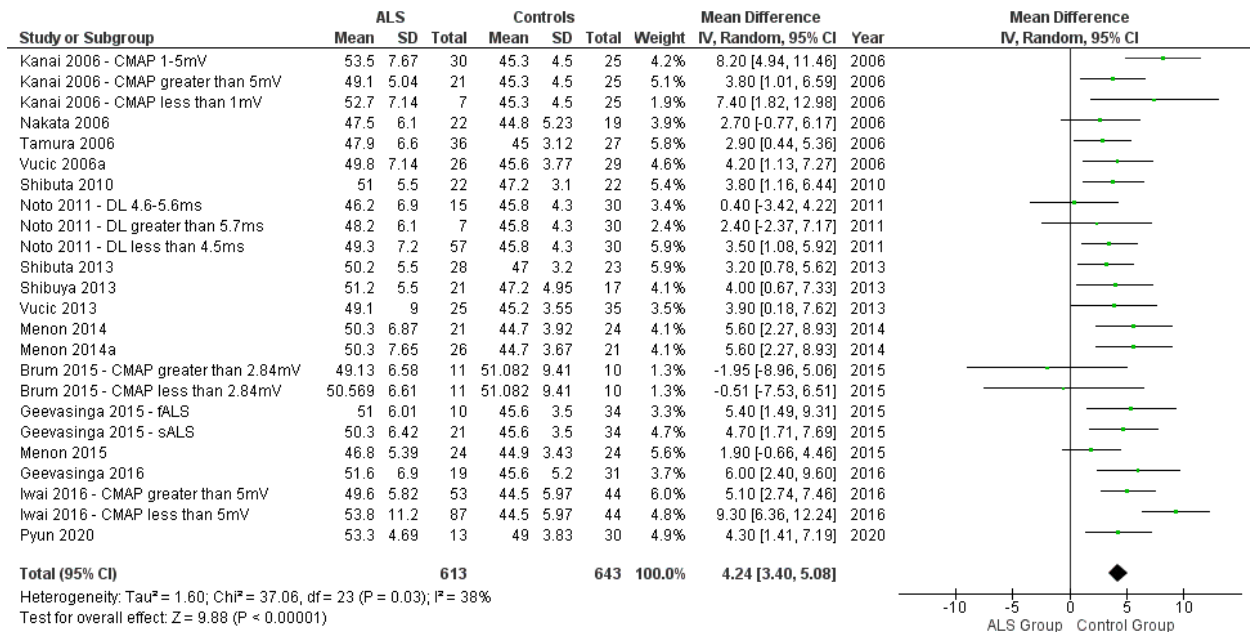 ALS Controls Mean Difference Mean Difference
Study or Subgroup Mean SD Total Mean SD Total Weight IV, Random, 95% CI Year IV, Random, 95% CI
Kanai 2006 - CMAP 1-5mV 53.5 7.67 30 45.3 4.5 25 4.2% 8.20 [4.94, 11.46] 2006
Kanai 2006 - CMAP greater than 5mV 49.1 5.04 21 45.3 4.5 25 5.1% 3.80 [1.01, 6.59] 2006
Kanai 2006 - CMAP less than 1mV 52.7 7.14 7 45.3 4.5 25 1.9% 7.40 [1.82, 12.98] 2006
Nakata 2006 47.5 6.1 22 44.8 5.23 19 3.9% 2.70 [-0.77, 6.17] 2006
Tamura 2006 47.9 6.6 36 45 3.12 27 5.8% 2.90 [0.44, 5.36] 2006
Vucic 2006a 49.8 7.14 26 45.6 3.77 29 4.6% 4.20 [1.13, 7.27] 2006
Shibuta 2010 51 5.5 22 47.2 3.1 22 5.4% 3.80 [1.16, 6.44] 2010
Noto 2011 - DL 4.6-5.6ms 46.2 6.9 15 45.8 4.3 30 3.4% 0.40 [-3.42, 4.22] 2011
Noto 2011 - DL greater than 5.7ms 48.2 6.1 7 45.8 4.3 30 2.4% 2.40 [-2.37, 7.17] 2011
Noto 2011 - DL less than 4.5ms 49.3 7.2 57 45.8 4.3 30 5.9% 3.50 [1.08, 5.92] 2011
Shibuta 2013 50.2 5.5 28 47 3.2 23 5.9% 3.20 [0.78, 5.62] 2013
Shibuya 2013 51.2 5.5 21 47.2 4.95 17 4.1% 4.00 [0.67, 7.33] 2013
Vucic 2013 49.1 9 25 45.2 3.55 35 3.5% 3.90 [0.18, 7.62] 2013
Menon 2014 50.3 6.87 21 44.7 3.92 24 4.1% 5.60 [2.27, 8.93] 2014
Menon 2014a 50.3 7.65 26 44.7 3.67 21 4.1% 5.60 [2.27, 8.93] 2014
Brum 2015 - CMAP greater than 2.84mV 49.13 6.58 11 51.082 9.41 10 1.3% -1.95 [-8.96, 5.06] 2015
Brum 2015 - CMAP less than 2.84mV 50.569 6.61 11 51.082 9.41 10 1.3% -0.51 [-7.53, 6.51] 2015
Geevasinga 2015 - fALS 51 6.01 10 45.6 3.5 34 3.3% 5.40 [1.49, 9.31] 2015
Geevasinga 2015 - sALS 50.3 6.42 21 45.6 3.5 34 4.7% 4.70 [1.71, 7.69] 2015
Menon 2015 46.8 5.39 24 44.9 3.43 24 5.6% 1.90 [-0.66, 4.46] 2015
Geevasinga 2016 51.6 6.9 19 45.6 5.2 31 3.7% 6.00 [2.40, 9.60] 2016
Iwai 2016 - CMAP greater than 5mV 49.6 5.82 53 44.5 5.97 44 6.0% 5.10 [2.74, 7.46] 2016
Iwai 2016 - CMAP less than 5mV 53.8 11.2 87 44.5 5.97 44 4.8% 9.30 [6.36, 12.24] 2016
Pyun 2020 53.3 4.69 13 49 3.83 30 4.9% 4.30 [1.41, 7.19] 2020
Total (95% CI) 613 643 100.0% 4.24 [3.40, 5.08]
Heterogeneity: Tau² = 1.60; Chi² = 37.06, df = 23 (P = 0.03); I² = 38%
Test for overall effect: Z = 9.88 (P < 0.00001)
-10 -5 0 5 10
ALS Group Control Group